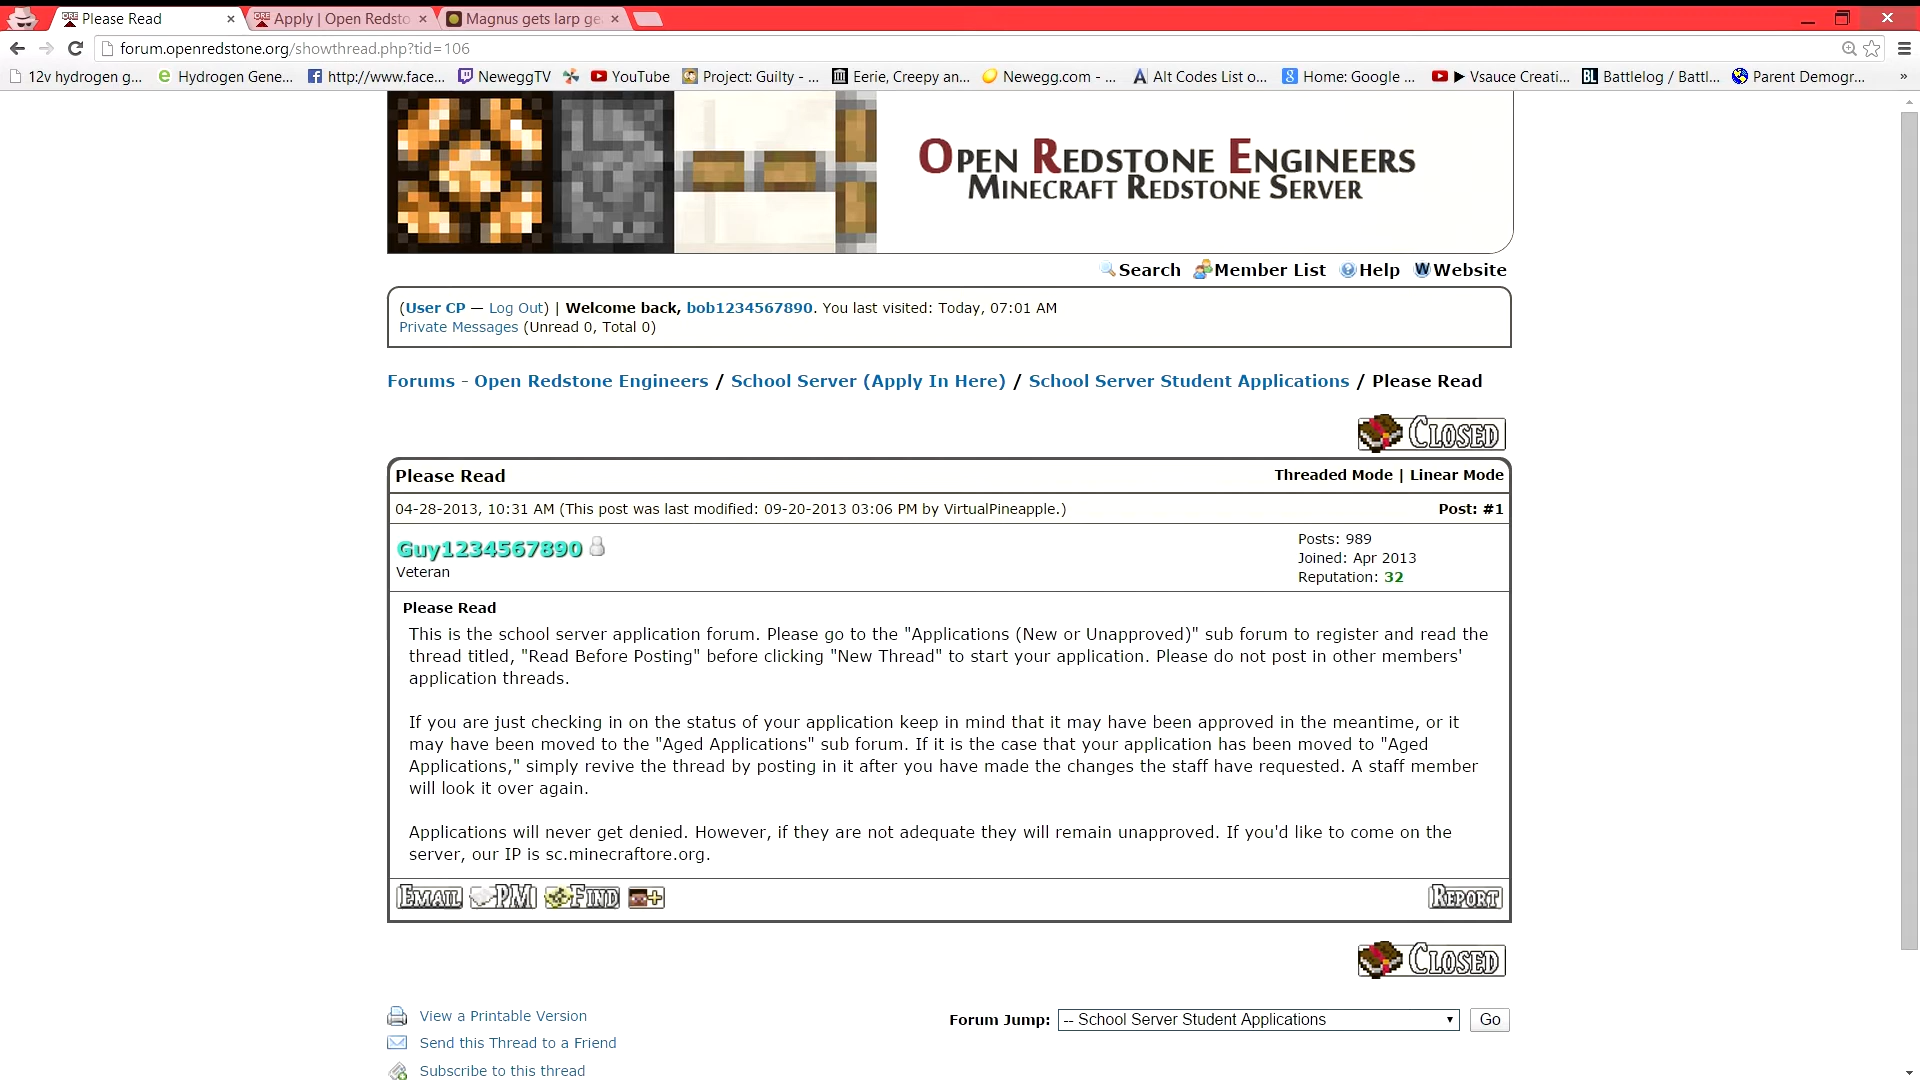 Please Read
Apply | Open Redsto
Magnus gets larp ge
forum.openredstone.org/showthread.php?tid=106
12v hydrogen g... Hydrogen Gene... http://www.face... NeweggTV YouTube Project: Guilty - ... Eerie, Creepy an... Newegg.com - ... Alt Codes List o... Home: Google ... ► Vsauce Creati... BL Battlelog / Battl... Parent Demogr... »
OPEN REDSTONE ENGINEERS
MINECRAFT REDSTONE SERVER
Search Member List Help Website
(User CP — Log Out) | Welcome back, bob1234567890. You last visited: Today, 07:01 AM
Private Messages (Unread 0, Total 0)
Forums - Open Redstone Engineers / School Server (Apply In Here) / School Server Student Applications / Please Read
CLOSED
Please Read Threaded Mode | Linear Mode
04-28-2013, 10:31 AM (This post was last modified: 09-20-2013 03:06 PM by VirtualPineapple.) Post: #1
Guy1234567890 Posts: 989
Veteran Joined: Apr 2013
Reputation: 32
Please Read
This is the school server application forum. Please go to the "Applications (New or Unapproved)" sub forum to register and read the
thread titled, "Read Before Posting" before clicking "New Thread" to start your application. Please do not post in other members'
application threads.
If you are just checking in on the status of your application keep in mind that it may have been approved in the meantime, or it
may have been moved to the "Aged Applications" sub forum. If it is the case that your application has been moved to "Aged
Applications," simply revive the thread by posting in it after you have made the changes the staff have requested. A staff member
will look it over again.
Applications will never get denied. However, if they are not adequate they will remain unapproved. If you'd like to come on the
server, our IP is sc.minecraftore.org.
EMAIL PM FIND REPORT
CLOSED
View a Printable Version
Forum Jump: -- School Server Student Applications Go
Send this Thread to a Friend
Subscribe to this thread